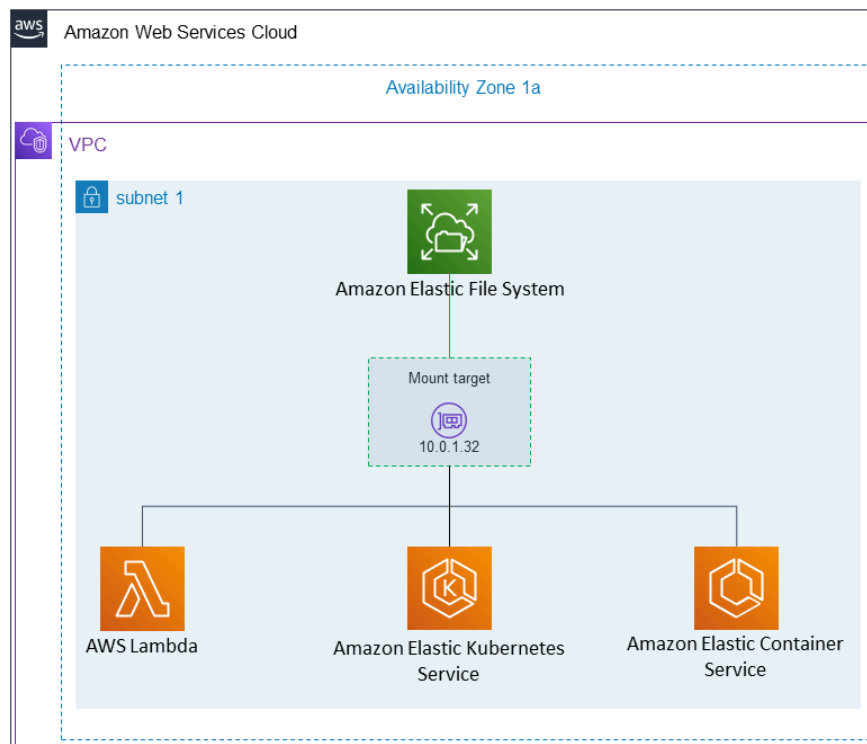 aws
Amazon Web Services Cloud
Availability Zone 1a
VPC
subnet 1
Amazon Elastic File System
Mount target
10.0.1.32
AWS Lambda
K
Amazon Elastic Kubernetes
Service
Amazon Elastic Container
Service